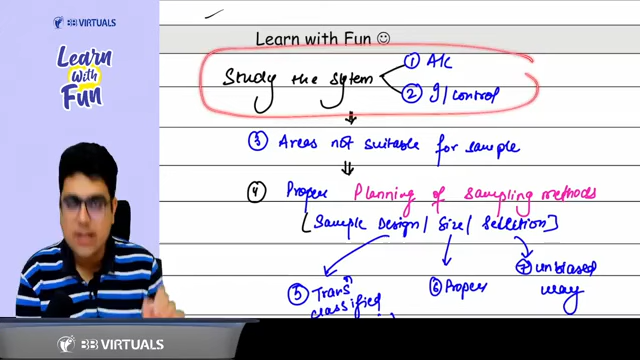 BB VIRTUALS
Learn
With
Fun
Learn with Fun ☺
Study the system
① A/C
② I/control
③ Areas not suitable for sample
④ Proper Planning of sampling methods
[Sample Design/ Size/ Selection]
⑤ Transⁿ
classified
⑥ Proper
⑦ unbiased
way
BB VIRTUALS